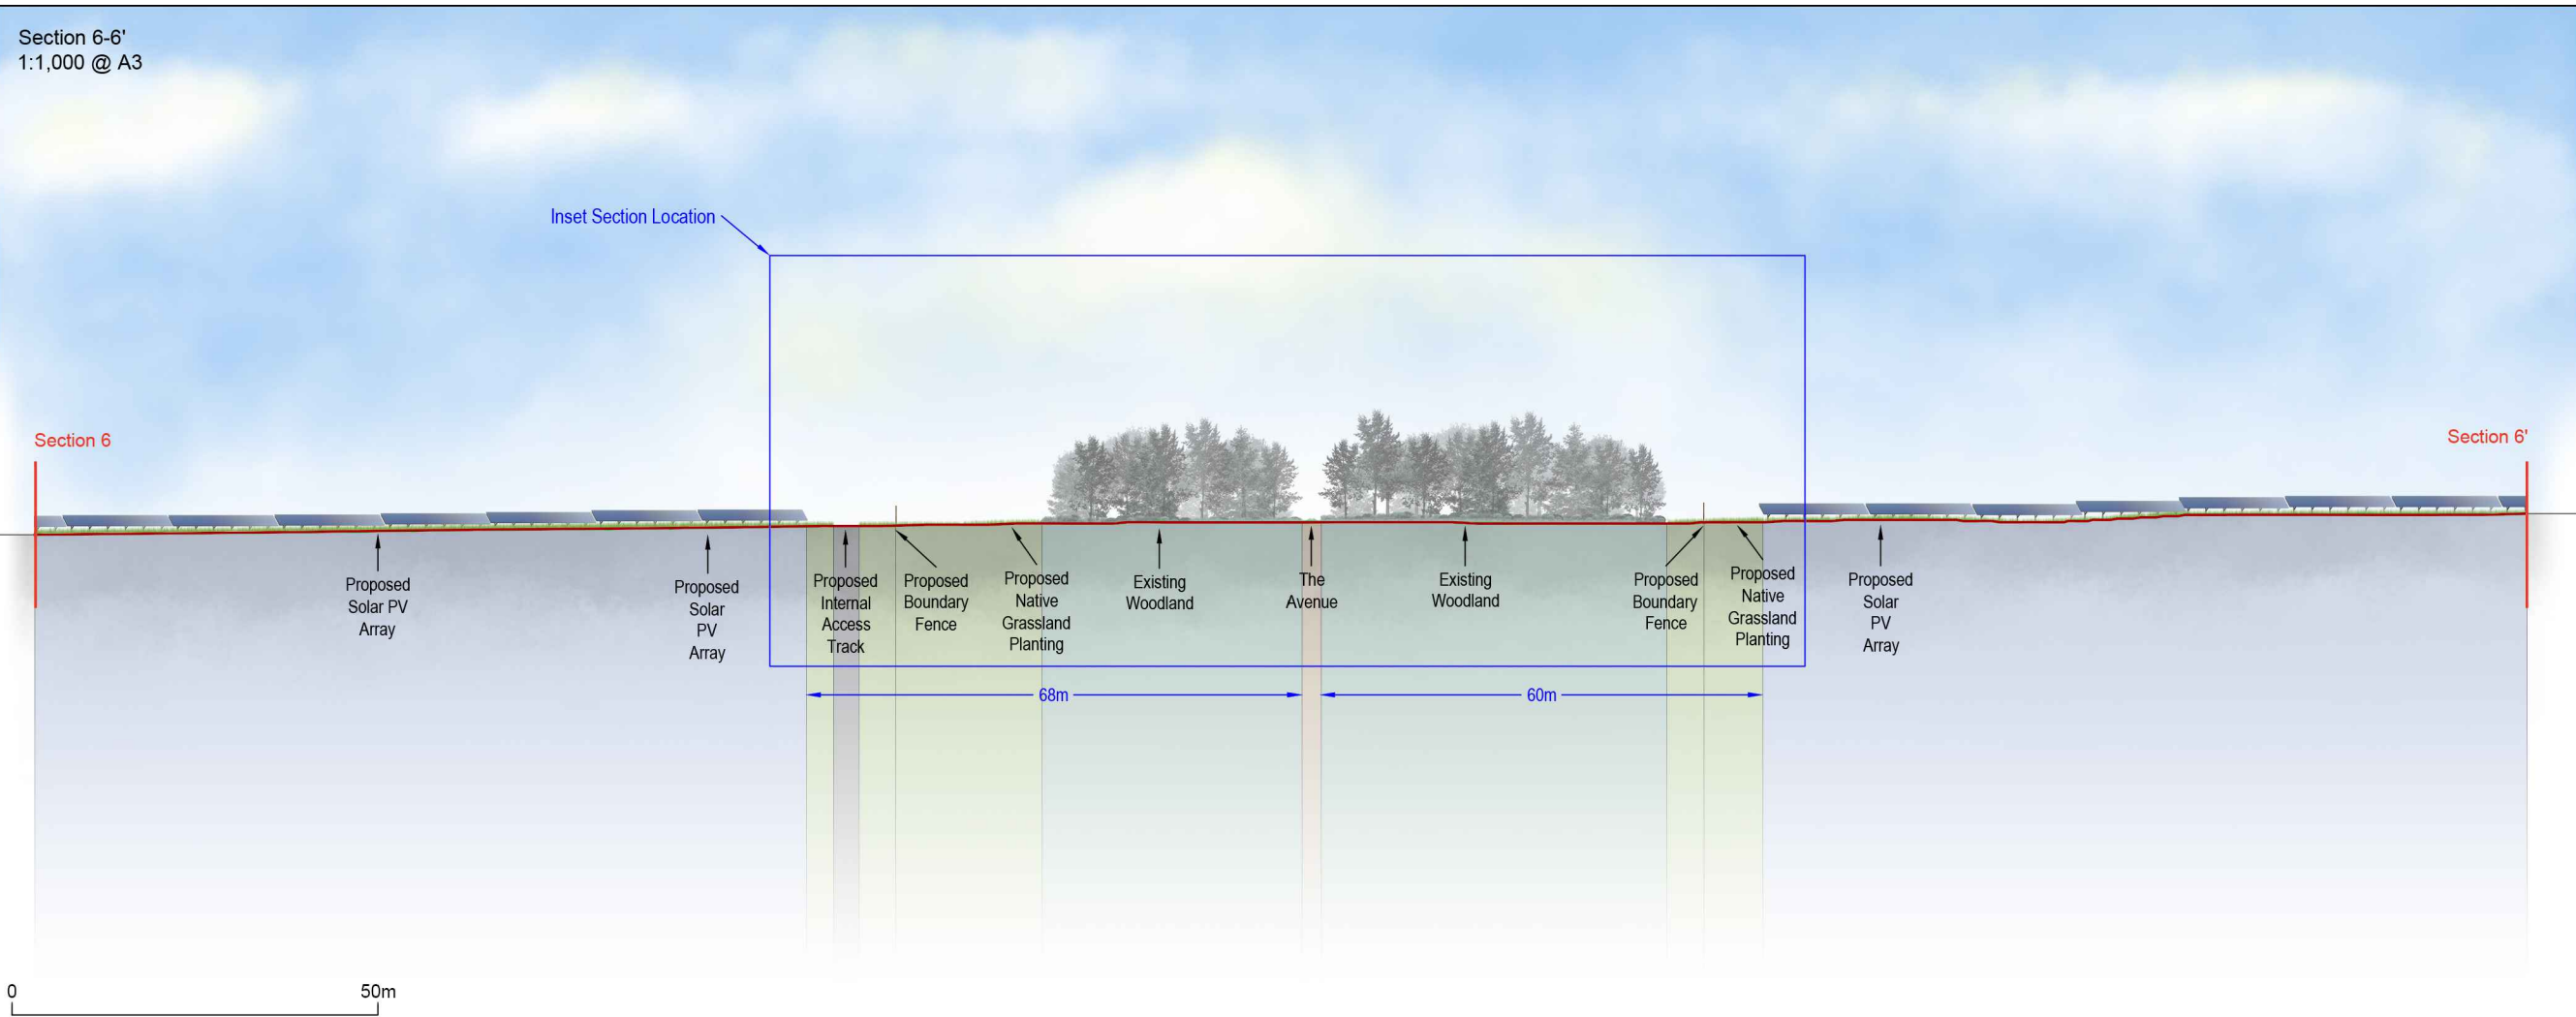 Section 6-6'
1:1,000 @ A3
Inset Section Location
Section 6
Section 6'
Proposed
Solar PV
Array
Proposed
Solar
PV
Array
Proposed
Internal
Access
Track
Proposed
Boundary
Fence
Proposed
Native
Grassland
Planting
Existing
Woodland
The
Avenue
Existing
Woodland
Proposed
Boundary
Fence
Proposed
Native
Grassland
Planting
Proposed
Solar
PV
Array
68m
60m
0
50m